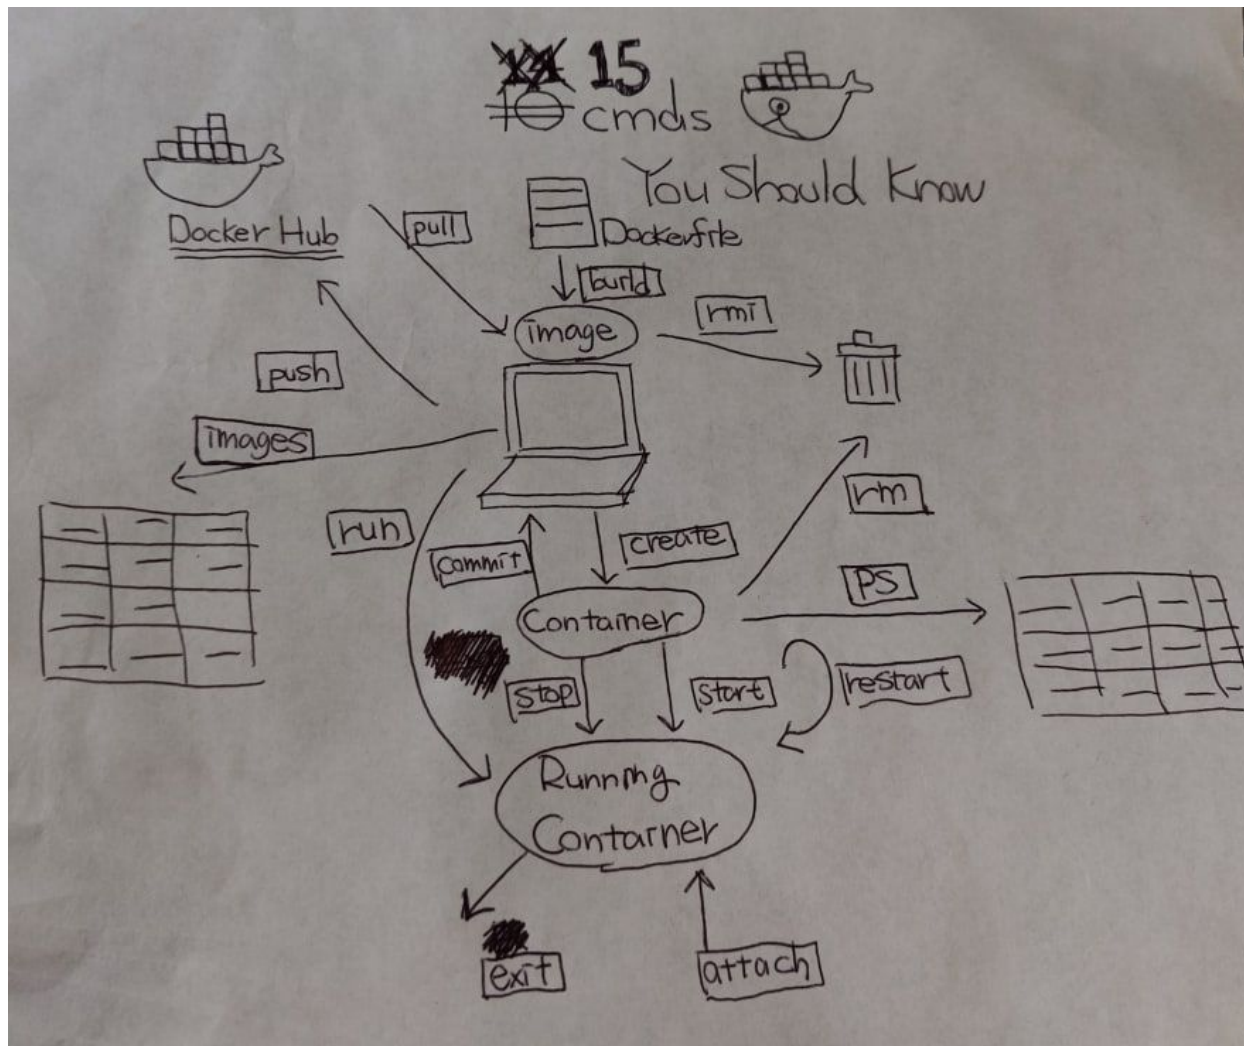 15
cmds
You Should Know
Docker Hub
pull
Dockerfile
build
image
rmi
push
images
run
commit
create
rm
PS
Container
stop
start
restart
Running
Container
exit
attach